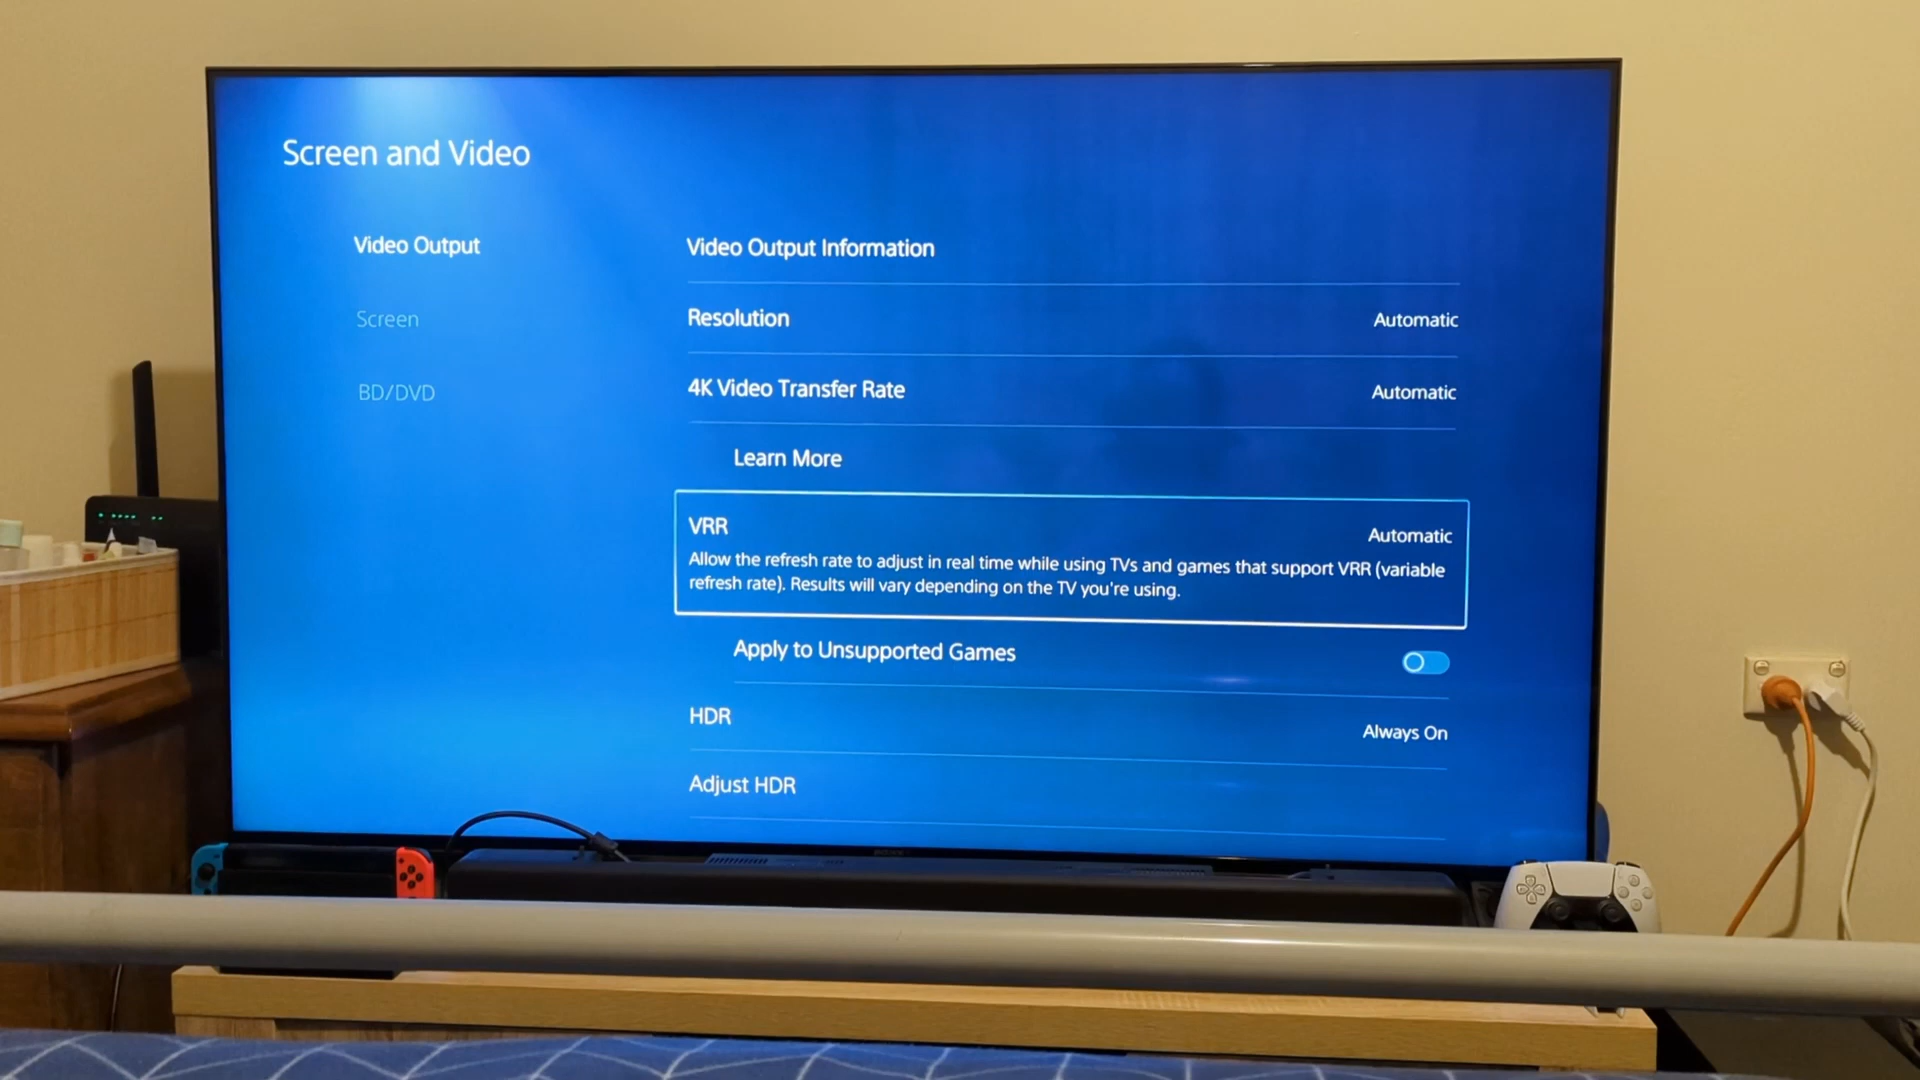 Screen and Video
Video Output
Screen
BD/DVD
Video Output Information
Resolution Automatic
4K Video Transfer Rate Automatic
Learn More
VRR Automatic
Allow the refresh rate to adjust in real time while using TVs and games that support VRR (variable
refresh rate). Results will vary depending on the TV you're using.
Apply to Unsupported Games
HDR Always On
Adjust HDR
SONY